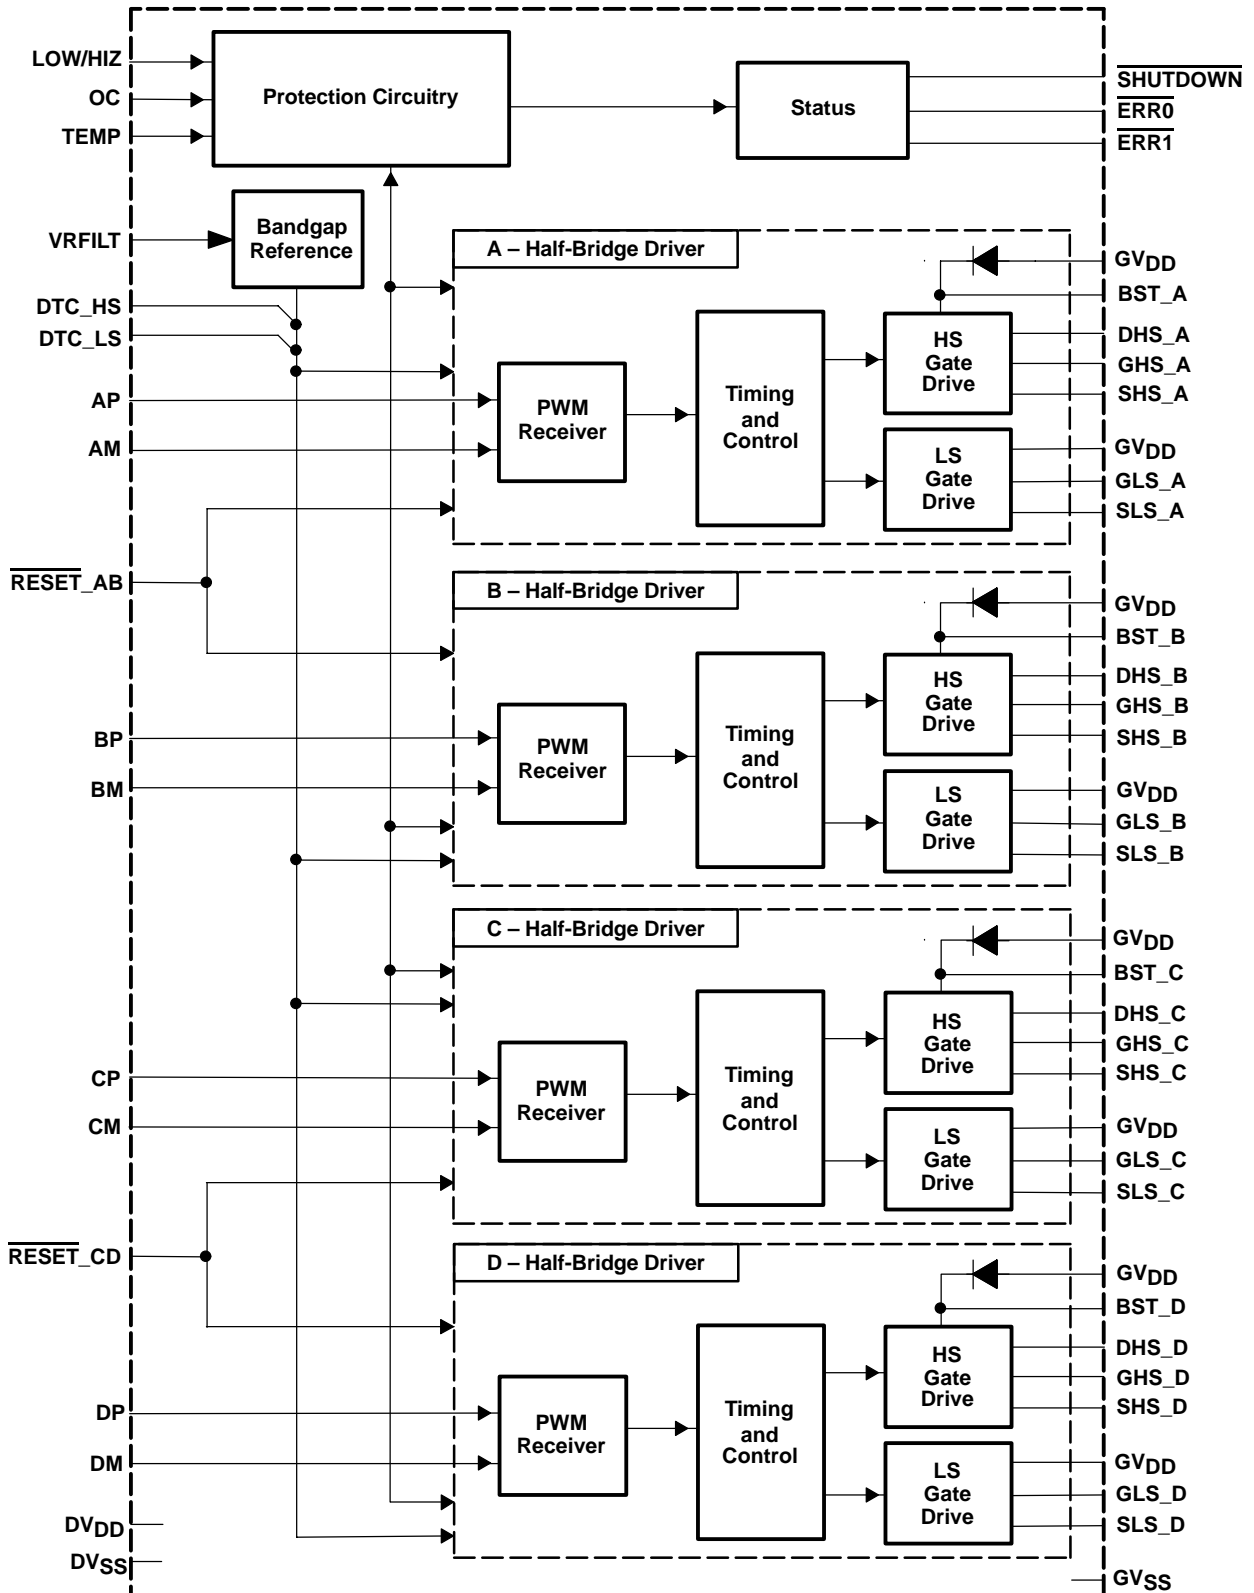 LOW/HIZ
OC
TEMP
Protection Circuitry
Status
SHUTDOWN
ERR0
ERR1
VRFILT
Bandgap
Reference
DTC_HS
DTC_LS
A – Half-Bridge Driver
AP
AM
PWM
Receiver
Timing
and
Control
HS
Gate
Drive
LS
Gate
Drive
GVDD
BST_A
DHS_A
GHS_A
SHS_A
GVDD
GLS_A
SLS_A
RESET_AB
B – Half-Bridge Driver
BP
BM
PWM
Receiver
Timing
and
Control
HS
Gate
Drive
LS
Gate
Drive
GVDD
BST_B
DHS_B
GHS_B
SHS_B
GVDD
GLS_B
SLS_B
C – Half-Bridge Driver
CP
CM
PWM
Receiver
Timing
and
Control
HS
Gate
Drive
LS
Gate
Drive
GVDD
BST_C
DHS_C
GHS_C
SHS_C
GVDD
GLS_C
SLS_C
RESET_CD
D – Half-Bridge Driver
DP
DM
PWM
Receiver
Timing
and
Control
HS
Gate
Drive
LS
Gate
Drive
GVDD
BST_D
DHS_D
GHS_D
SHS_D
GVDD
GLS_D
SLS_D
DVDD
DVSS
GVSS